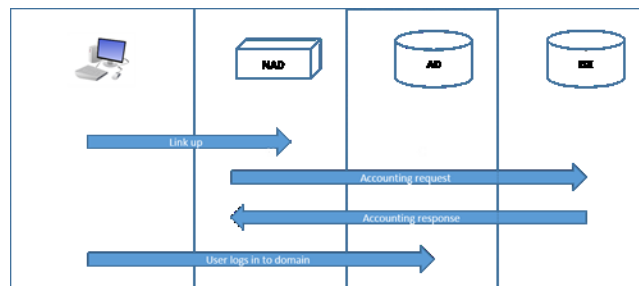 NAD
AD
ISE
Link up
Accounting request
Accounting response
User logs in to domain